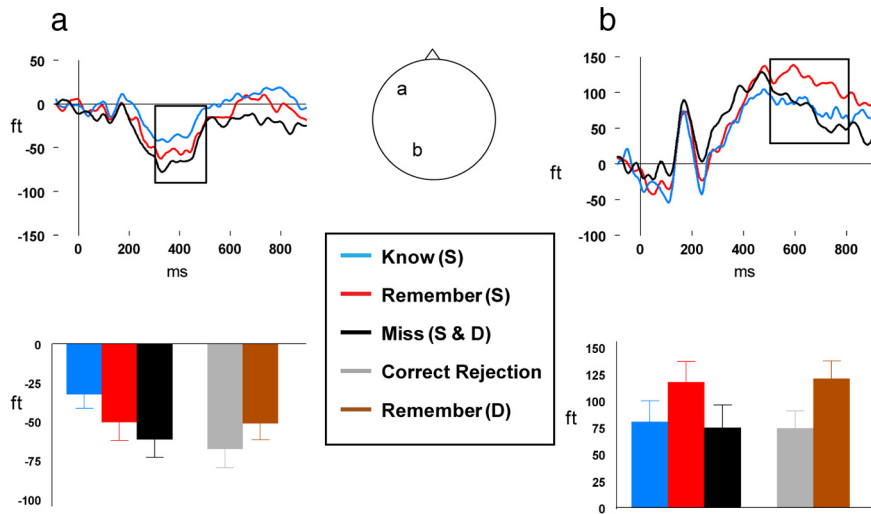 a
50
0
-50
-100
-150
ft
0 200 400 600 800
ms
a
b
b
150
100
50
0
-50
-100
ft
0 200 400 600 800
ms
Know (S)
Remember (S)
Miss (S & D)
Correct Rejection
Remember (D)
0
-25
-50
-75
-100
ft
150
125
100
75
50
25
0
ft